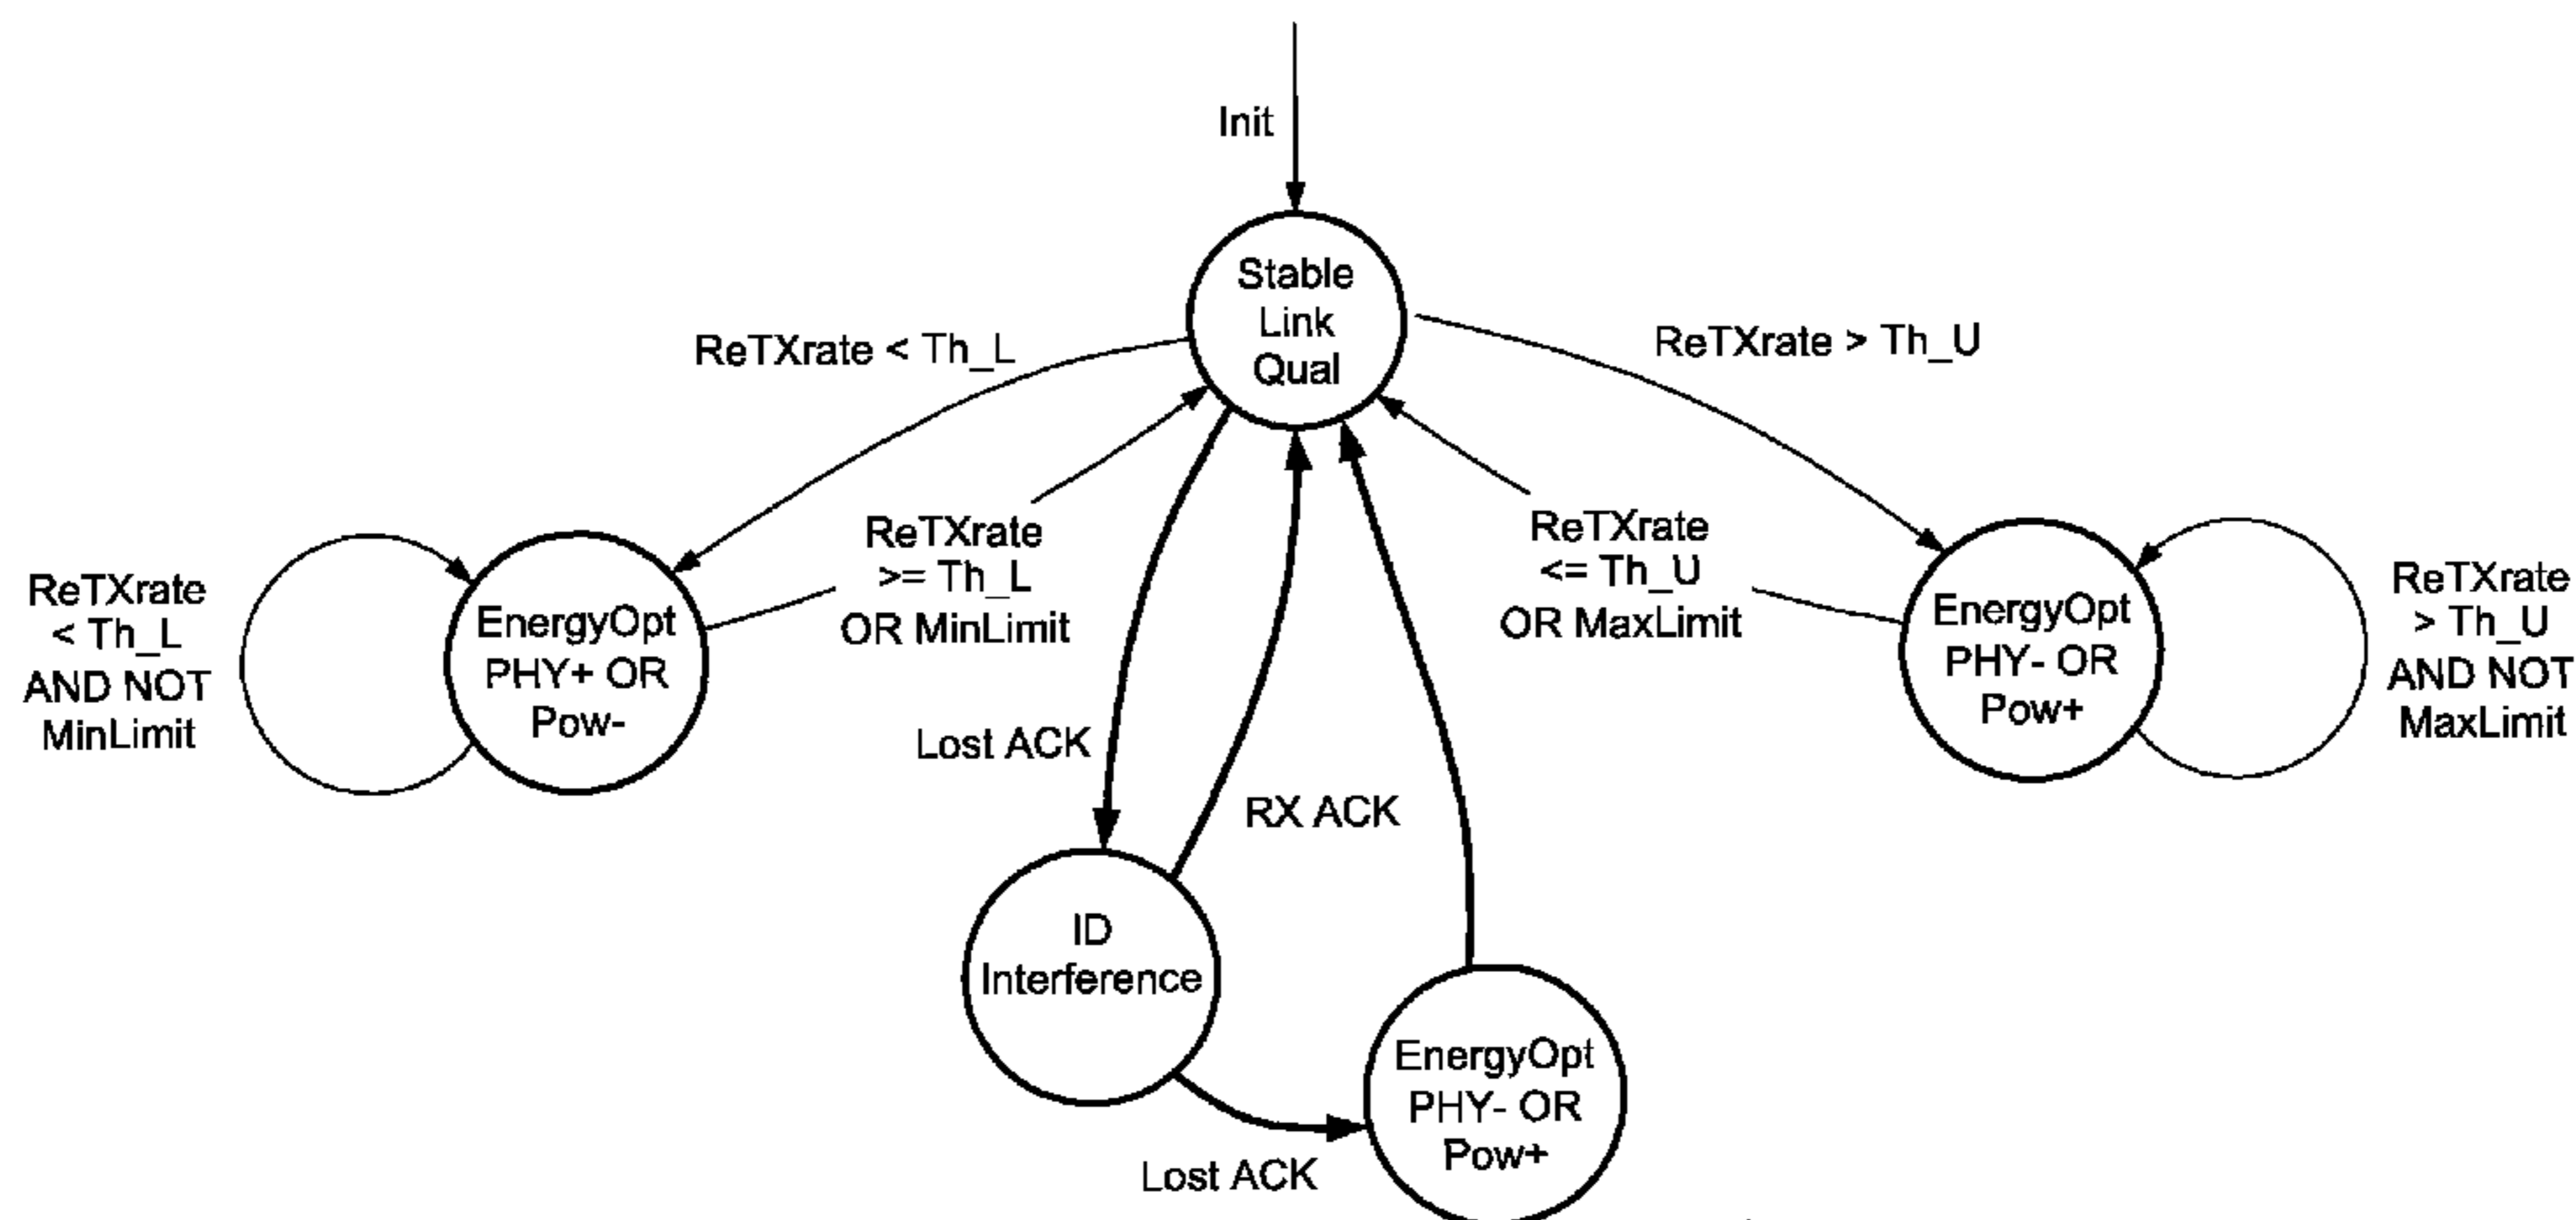 Init
Stable
Link
Qual
ReTXrate < Th_L
ReTXrate > Th_U
ReTXrate
>= Th_L
OR MinLimit
ReTXrate
<= Th_U
OR MaxLimit
ReTXrate
< Th_L
AND NOT
MinLimit
EnergyOpt
PHY+ OR
Pow-
EnergyOpt
PHY- OR
Pow+
ReTXrate
> Th_U
AND NOT
MaxLimit
Lost ACK
RX ACK
ID
Interference
EnergyOpt
PHY- OR
Pow+
Lost ACK